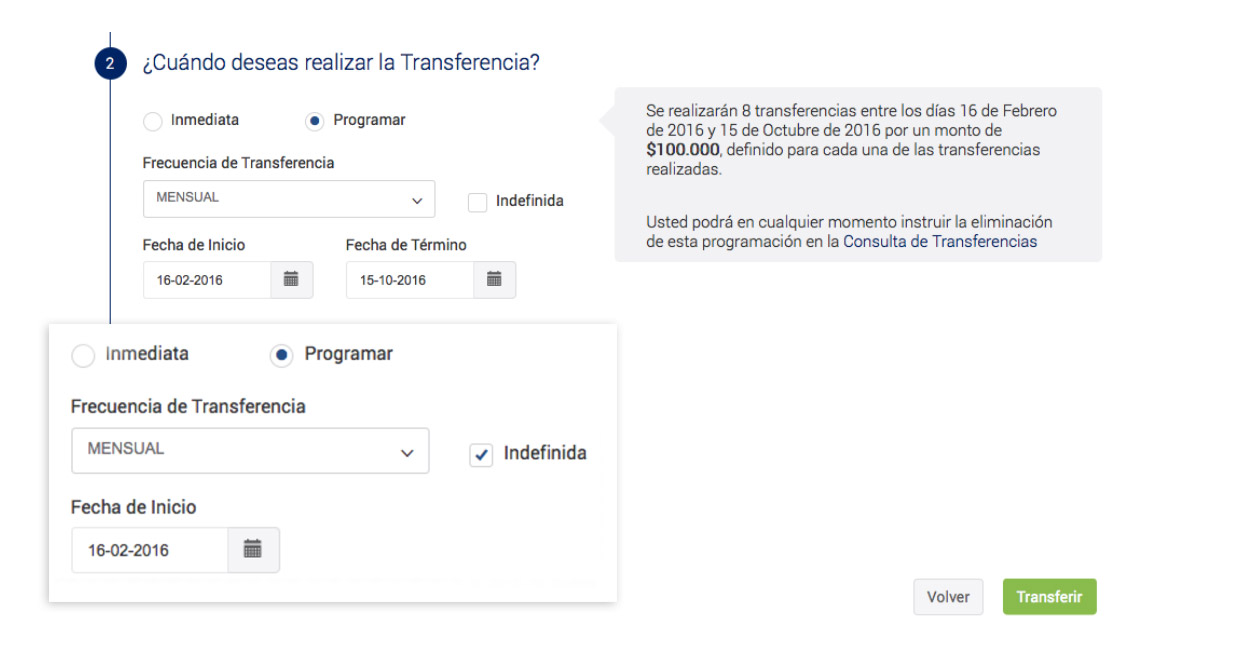 2
¿Cuándo deseas realizar la Transferencia?
Inmediata
Programar
Frecuencia de Transferencia
MENSUAL
Indefinida
Fecha de Inicio
Fecha de Término
16-02-2016
15-10-2016
Se realizarán 8 transferencias entre los días 16 de Febrero
de 2016 y 15 de Octubre de 2016 por un monto de
$100.000, definido para cada una de las transferencias
realizadas.
Usted podrá en cualquier momento instruir la eliminación
de esta programación en la Consulta de Transferencias
Inmediata
Programar
Frecuencia de Transferencia
MENSUAL
Indefinida
Fecha de Inicio
16-02-2016
Volver
Transferir